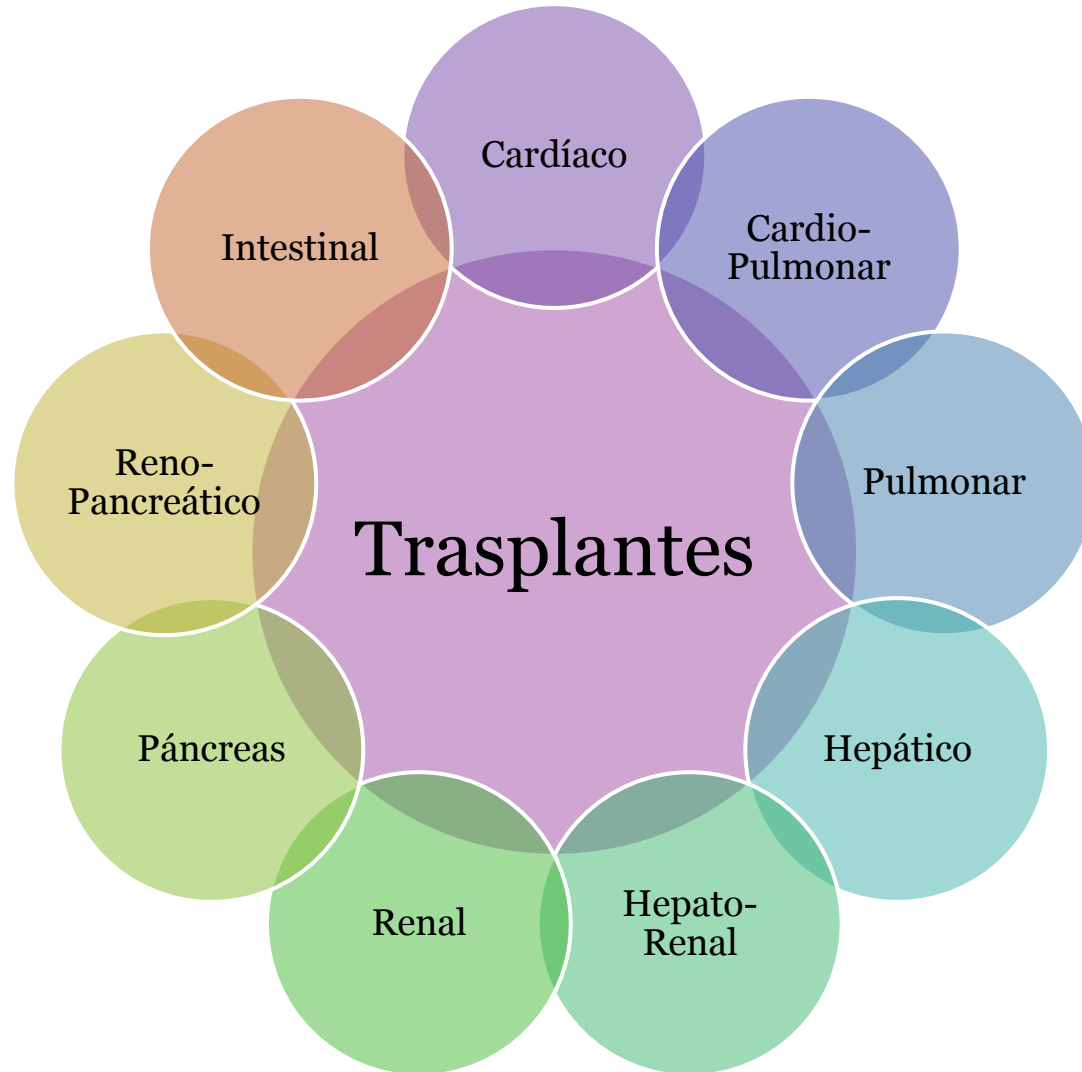 Cardíaco
Cardio-
Pulmonar
Pulmonar
Hepático
Hepato-
Renal
Renal
Páncreas
Reno-
Pancreático
Intestinal
Trasplantes